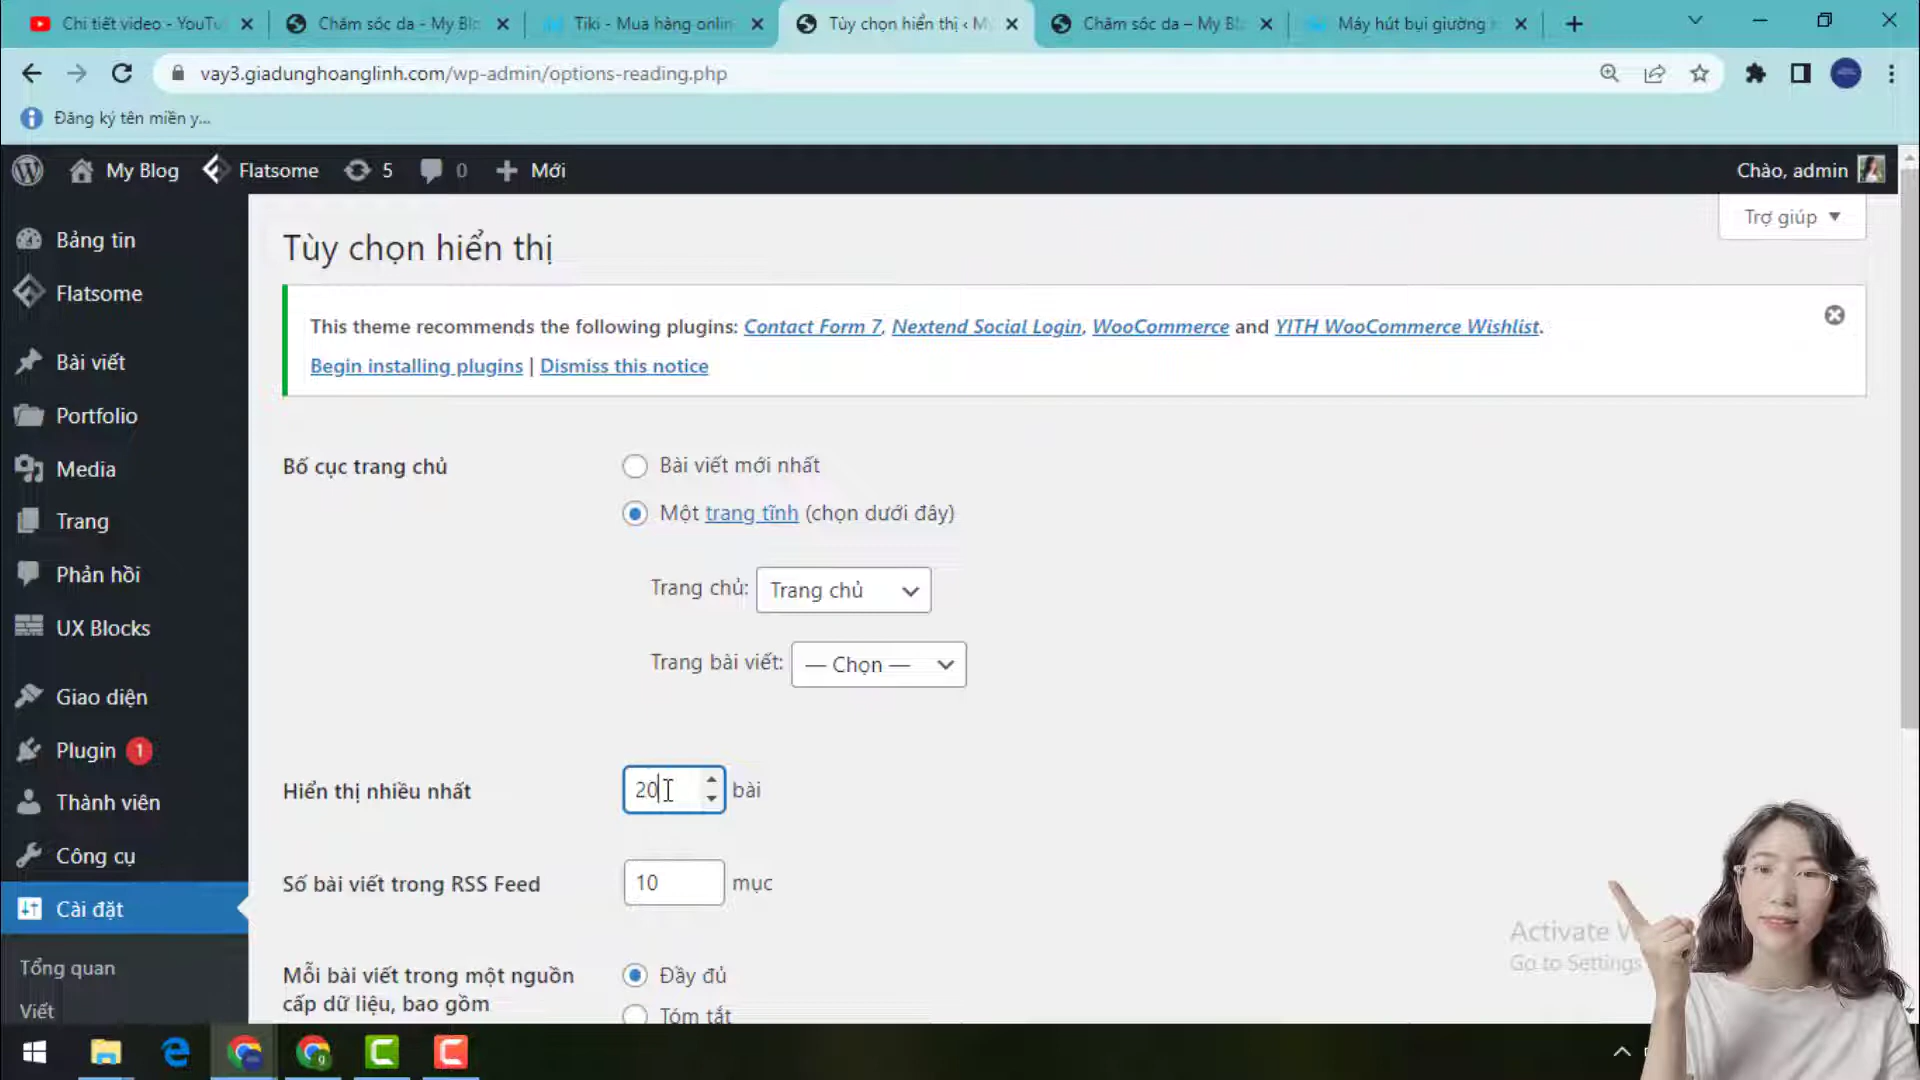 Chi tiết video - YouTu
Chăm sóc da - My Blo
Tiki - Mua hàng onlin
Tùy chọn hiển thị ‹ M
Chăm sóc da – My Bl
Máy hút bụi giường
vay3.giadunghoanglinh.com/wp-admin/options-reading.php
Đăng ký tên miền y...
My Blog
Flatsome
5
0
Mới
Chào, admin
Bảng tin
Flatsome
Bài viết
Portfolio
Media
Trang
Phản hồi
UX Blocks
Giao diện
Plugin 1
Thành viên
Công cụ
Cài đặt
Tổng quan
Viết
Trợ giúp
Tùy chọn hiển thị
This theme recommends the following plugins: Contact Form 7, Nextend Social Login, WooCommerce and YITH WooCommerce Wishlist.
Begin installing plugins | Dismiss this notice
Bố cục trang chủ
Bài viết mới nhất
Một trang tĩnh (chọn dưới đây)
Trang chủ: Trang chủ
Trang bài viết: — Chọn —
Hiển thị nhiều nhất 20 bài
Số bài viết trong RSS Feed 10 mục
Mỗi bài viết trong một nguồn
cấp dữ liệu, bao gồm
Đầy đủ
Tóm tắt
Activate
Go to Settings